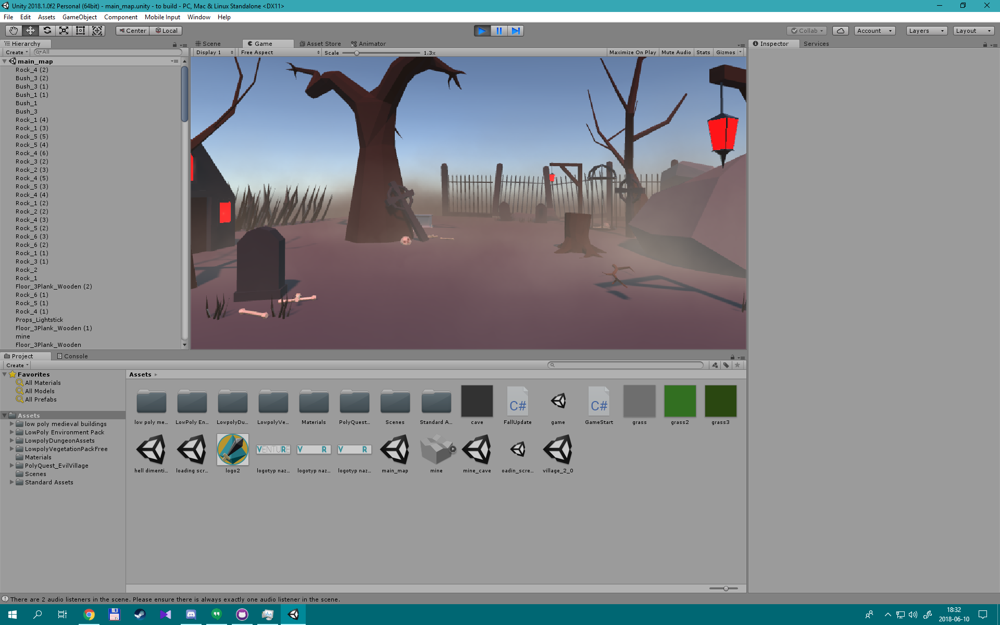 Unity 2018.1.0f2 Personal (64bit) - main_map.unity - to build - PC, Mac & Linux Standalone <DX11>
File Edit Assets GameObject Component Mobile Input Window Help
Center Local Collab Account Layers Layout
Hierarchy
Create All
main_map
Rock_4 (2)
Bush_3 (2)
Bush_3 (1)
Bush_1 (1)
Bush_1
Bush_3
Rock_1 (4)
Rock_1 (3)
Rock_5 (5)
Rock_5 (4)
Rock_4 (6)
Rock_3 (2)
Rock_2 (3)
Rock_4 (5)
Rock_5 (3)
Rock_4 (4)
Rock_1 (2)
Rock_2 (2)
Rock_4 (3)
Rock_5 (2)
Rock_6 (3)
Rock_6 (2)
Rock_1 (1)
Rock_3 (1)
Rock_2
Rock_1
Floor_3Plank_Wooden (2)
Rock_6 (1)
Rock_5 (1)
Rock_4 (1)
Props_Lightstick
Floor_3Plank_Wooden (1)
mine
Floor_3Plank_Wooden
Scene Game Asset Store Animator
Display 1 Free Aspect Scale 1.3x Maximize On Play Mute Audio Stats Gizmos
Inspector Services
Project Console
Create
Favorites
All Materials
All Models
All Prefabs
Assets
low poly medieval buildings
LowPoly Environment Pack
LowpolyDungeonAssets
LowpolyVegetationPackFree
Materials
PolyQuest_EvilVillage
Scenes
Standard Assets
Assets
C# C#
low poly me... LowPoly En... LowpolyDu... LowpolyVe... Materials PolyQuest... Scenes Standard A... cave FallUpdate game GameStart grass grass2 grass3
VENTURE V R V R
hell dimenti... loading scr... logo2 logotyp naz... logotyp naz... logotyp naz... main_map mine mine_cave oadin_scre... village_2_0
There are 2 audio listeners in the scene. Please ensure there is always exactly one audio listener in the scene.
18:32
2018-06-10